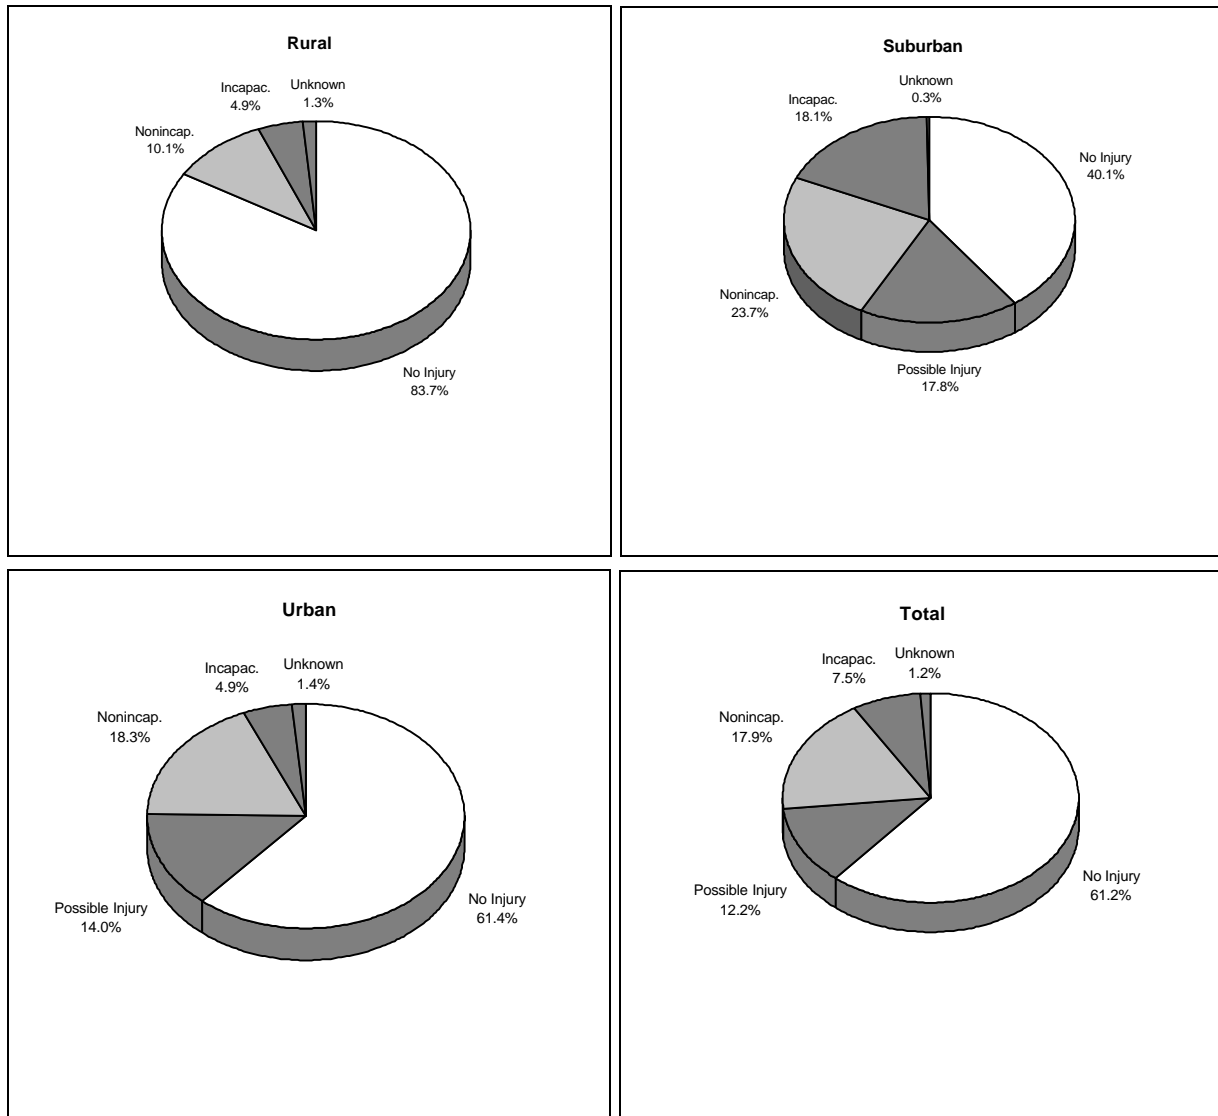 Rural
Unknown
1.3%
Incapac.
4.9%
Nonincap.
10.1%
No Injury
83.7%
Suburban
Unknown
0.3%
Incapac.
18.1%
No Injury
40.1%
Nonincap.
23.7%
Possible Injury
17.8%
Urban
Unknown
1.4%
Incapac.
4.9%
Nonincap.
18.3%
No Injury
61.4%
Possible Injury
14.0%
Total
Unknown
1.2%
Incapac.
7.5%
Nonincap.
17.9%
No Injury
61.2%
Possible Injury
12.2%